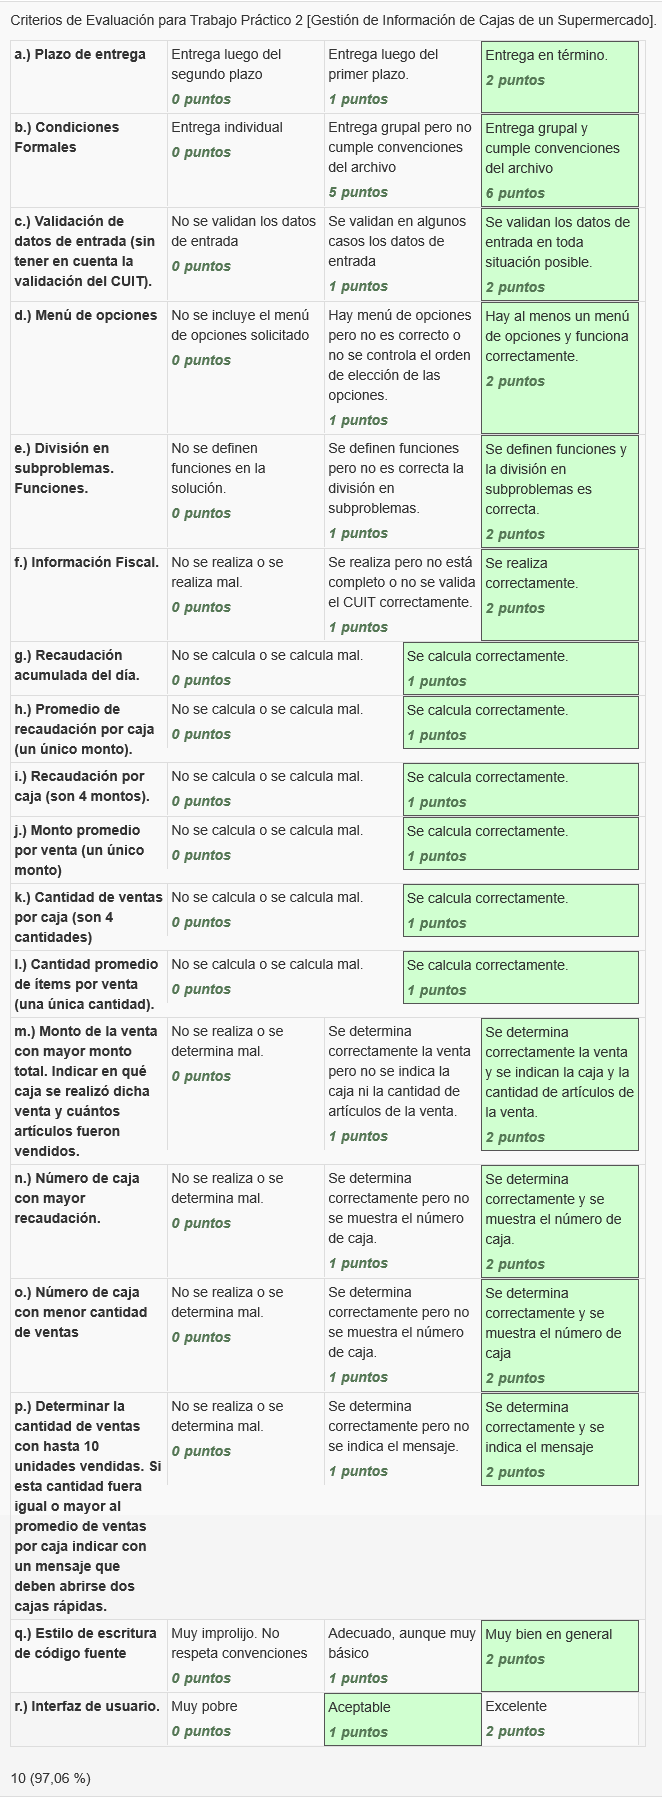 Criterios de Evaluación para Trabajo Práctico 2 [Gestión de Información de Cajas de un Supermercado].
a.) Plazo de entrega
Entrega luego del
segundo plazo
0 puntos
Entrega luego del
primer plazo.
1 puntos
Entrega en término.
2 puntos
b.) Condiciones
Formales
Entrega individual
0 puntos
Entrega grupal pero no
cumple convenciones
del archivo
5 puntos
Entrega grupal y
cumple convenciones
del archivo
6 puntos
c.) Validación de
datos de entrada (sin
tener en cuenta la
validación del CUIT).
No se validan los datos
de entrada
0 puntos
Se validan en algunos
casos los datos de
entrada
1 puntos
Se validan los datos de
entrada en toda
situación posible.
2 puntos
d.) Menú de opciones
No se incluye el menú
de opciones solicitado
0 puntos
Hay menú de opciones
pero no es correcto o
no se controla el orden
de elección de las
opciones.
1 puntos
Hay al menos un menú
de opciones y funciona
correctamente.
2 puntos
e.) División en
subproblemas.
Funciones.
No se definen
funciones en la
solución.
0 puntos
Se definen funciones
pero no es correcta la
división en
subproblemas.
1 puntos
Se definen funciones y
la división en
subproblemas es
correcta.
2 puntos
f.) Información Fiscal.
No se realiza o se
realiza mal.
0 puntos
Se realiza pero no está
completo o no se valida
el CUIT correctamente.
1 puntos
Se realiza
correctamente.
2 puntos
g.) Recaudación
acumulada del día.
No se calcula o se calcula mal.
0 puntos
Se calcula correctamente.
1 puntos
h.) Promedio de
recaudación por caja
(un único monto).
No se calcula o se calcula mal.
0 puntos
Se calcula correctamente.
1 puntos
i.) Recaudación por
caja (son 4 montos).
No se calcula o se calcula mal.
0 puntos
Se calcula correctamente.
1 puntos
j.) Monto promedio
por venta (un único
monto)
No se calcula o se calcula mal.
0 puntos
Se calcula correctamente.
1 puntos
k.) Cantidad de ventas
por caja (son 4
cantidades)
No se calcula o se calcula mal.
0 puntos
Se calcula correctamente.
1 puntos
l.) Cantidad promedio
de ítems por venta
(una única cantidad).
No se calcula o se calcula mal.
0 puntos
Se calcula correctamente.
1 puntos
m.) Monto de la venta
con mayor monto
total. Indicar en qué
caja se realizó dicha
venta y cuántos
artículos fueron
vendidos.
No se realiza o se
determina mal.
0 puntos
Se determina
correctamente la venta
pero no se indica la
caja ni la cantidad de
artículos de la venta.
1 puntos
Se determina
correctamente la venta
y se indican la caja y la
cantidad de artículos de
la venta.
2 puntos
n.) Número de caja
con mayor
recaudación.
No se realiza o se
determina mal.
0 puntos
Se determina
correctamente pero no
se muestra el número
de caja.
1 puntos
Se determina
correctamente y se
muestra el número de
caja.
2 puntos
o.) Número de caja
con menor cantidad
de ventas
No se realiza o se
determina mal.
0 puntos
Se determina
correctamente pero no
se muestra el número
de caja.
1 puntos
Se determina
correctamente y se
muestra el número de
caja
2 puntos
p.) Determinar la
cantidad de ventas
con hasta 10
unidades vendidas. Si
esta cantidad fuera
igual o mayor al
promedio de ventas
por caja indicar con
un mensaje que
deben abrirse dos
cajas rápidas.
No se realiza o se
determina mal.
0 puntos
Se determina
correctamente pero no
se indica el mensaje.
1 puntos
Se determina
correctamente y se
indica el mensaje
2 puntos
q.) Estilo de escritura
de código fuente
Muy improlijo. No
respeta convenciones
0 puntos
Adecuado, aunque muy
básico
1 puntos
Muy bien en general
2 puntos
r.) Interfaz de usuario.
Muy pobre
0 puntos
Aceptable
1 puntos
Excelente
2 puntos
10 (97,06 %)